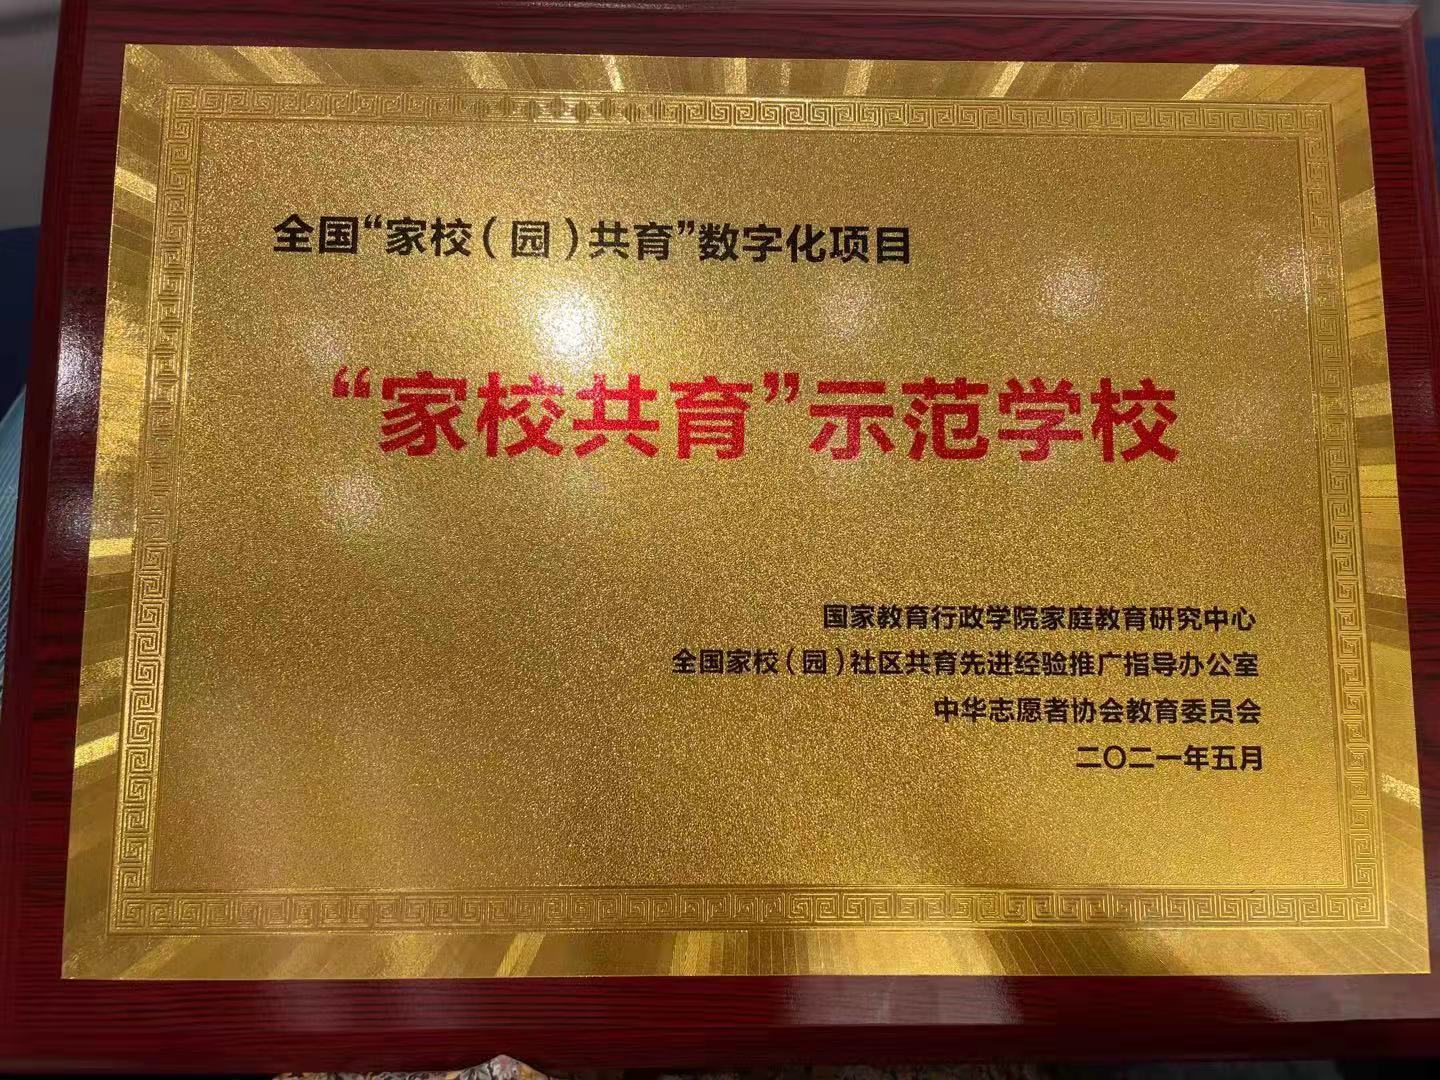 全国“家校（园）共育”数字化项目
“家校共育”示范学校
国家教育行政学院家庭教育研究中心
全国家校（园）社区共育先进经验推广指导办公室
中华志愿者协会教育委员会
二〇二一年五月